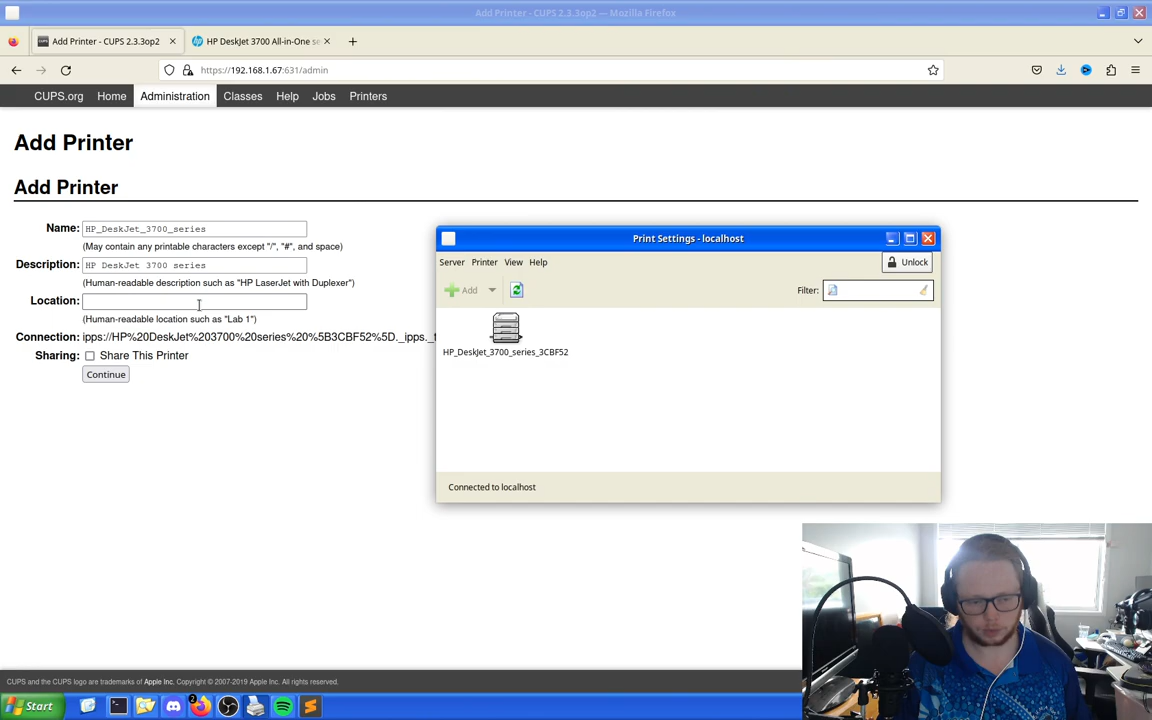 Add Printer - CUPS 2.3.3op2 — Mozilla Firefox
Add Printer - CUPS 2.3.3op2
HP DeskJet 3700 All-in-One se
https://192.168.1.67:631/admin
CUPS.org Home Administration Classes Help Jobs Printers
Add Printer
Add Printer
Name: HP_DeskJet_3700_series
(May contain any printable characters except "/", "#", and space)
Description: HP DeskJet 3700 series
(Human-readable description such as "HP LaserJet with Duplexer")
Location:
(Human-readable location such as "Lab 1")
Connection: ipps://HP%20DeskJet%203700%20series%20%5B3CBF52%5D._ipps._t
Sharing: Share This Printer
Continue
Print Settings - localhost
Server Printer View Help
Unlock
Add
Filter:
HP_DeskJet_3700_series_3CBF52
Connected to localhost
CUPS and the CUPS logo are trademarks of Apple Inc. Copyright © 2007-2019 Apple Inc. All rights reserved.
Start
2